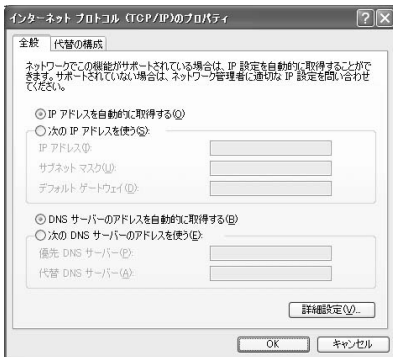 インターネット プロトコル (TCP/IP)のプロパティ
全般 代替の構成
ネットワークでこの機能がサポートされている場合は、IP 設定を自動的に取得することがで
きます。サポートされていない場合は、ネットワーク管理者に適切な IP 設定を問い合わせ
てください。
IP アドレスを自動的に取得する(O)
次の IP アドレスを使う(S):
IP アドレス(I):
サブネット マスク(U):
デフォルト ゲートウェイ(D):
DNS サーバーのアドレスを自動的に取得する(B)
次の DNS サーバーのアドレスを使う(E):
優先 DNS サーバー(P):
代替 DNS サーバー(A):
詳細設定(V)...
OK キャンセル